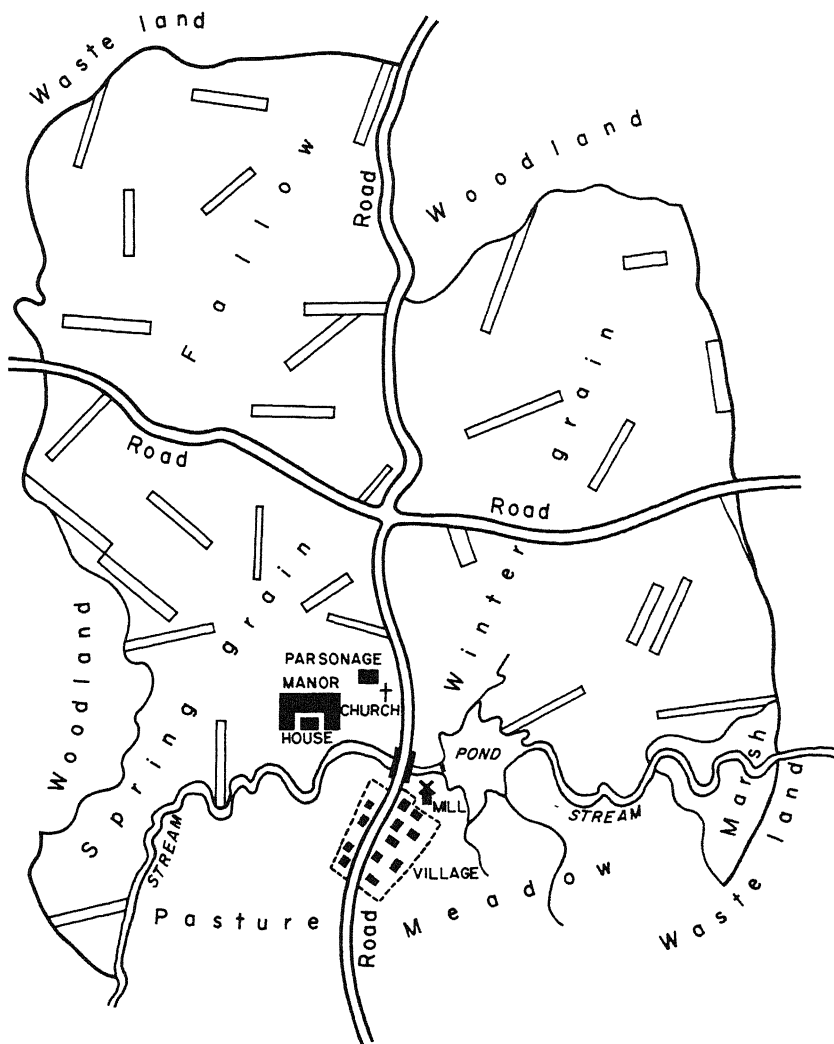 Waste land
Woodland
Road
Fallow
Winter grain
Road
Road
Spring grain
Woodland
PARSONAGE
MANOR
CHURCH
HOUSE
POND
STREAM
Marsh
Waste land
MILL
VILLAGE
STREAM
Pasture
Road
Meadow